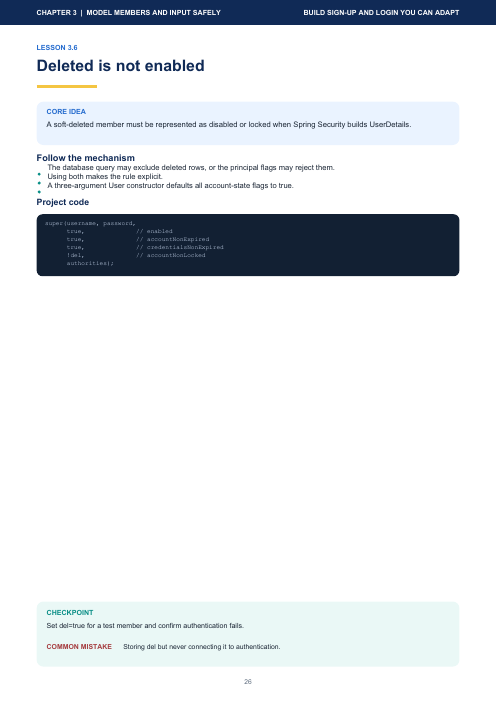 CHAPTER 3 | MODEL MEMBERS AND INPUT SAFELY    BUILD SIGN-UP AND LOGIN YOU CAN ADAPT
LESSON 3.6
Deleted is not enabled
CORE IDEA
A soft-deleted member must be represented as disabled or locked when Spring Security builds UserDetails.
Follow the mechanism
The database query may exclude deleted rows, or the principal flags may reject them.
• Using both makes the rule explicit.
• A three-argument User constructor defaults all account-state flags to true.
•
Project code
super(username, password,
      true,              // enabled
      true,              // accountNonExpired
      true,              // credentialsNonExpired
      !del,              // accountNonLocked
      authorities);
CHECKPOINT
Set del=true for a test member and confirm authentication fails.
COMMON MISTAKE    Storing del but never connecting it to authentication.
26